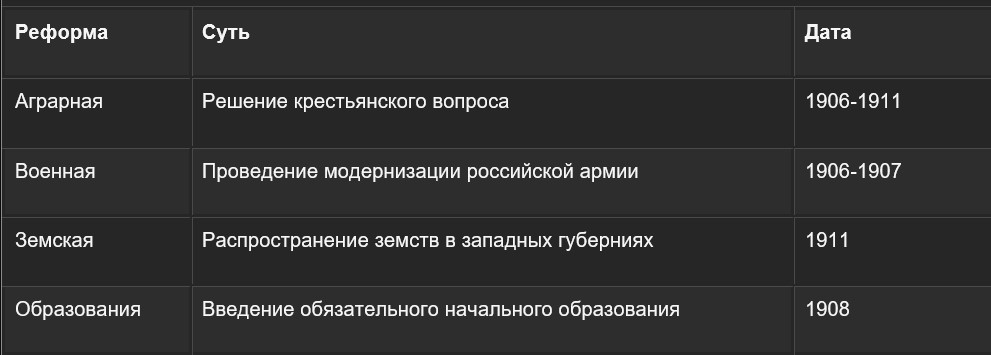 Реформа Суть Дата
Аграрная Решение крестьянского вопроса 1906-1911
Военная Проведение модернизации российской армии 1906-1907
Земская Распространение земств в западных губерниях 1911
Образования Введение обязательного начального образования 1908